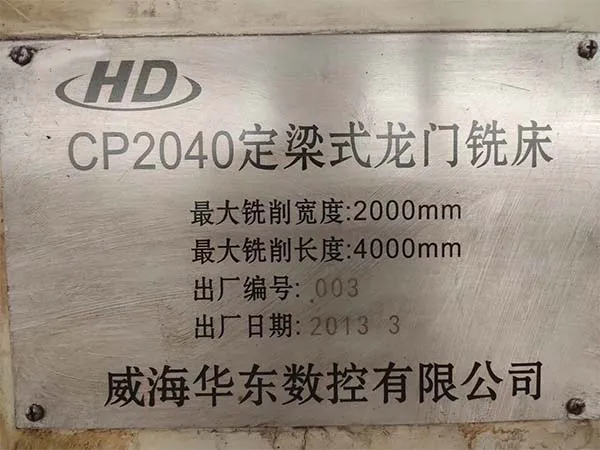 HD
CP2040定梁式龙门铣床
最大铣削宽度:2000mm
最大铣削长度:4000mm
出厂编号: 003
出厂日期: 2013 3
威海华东数控有限公司